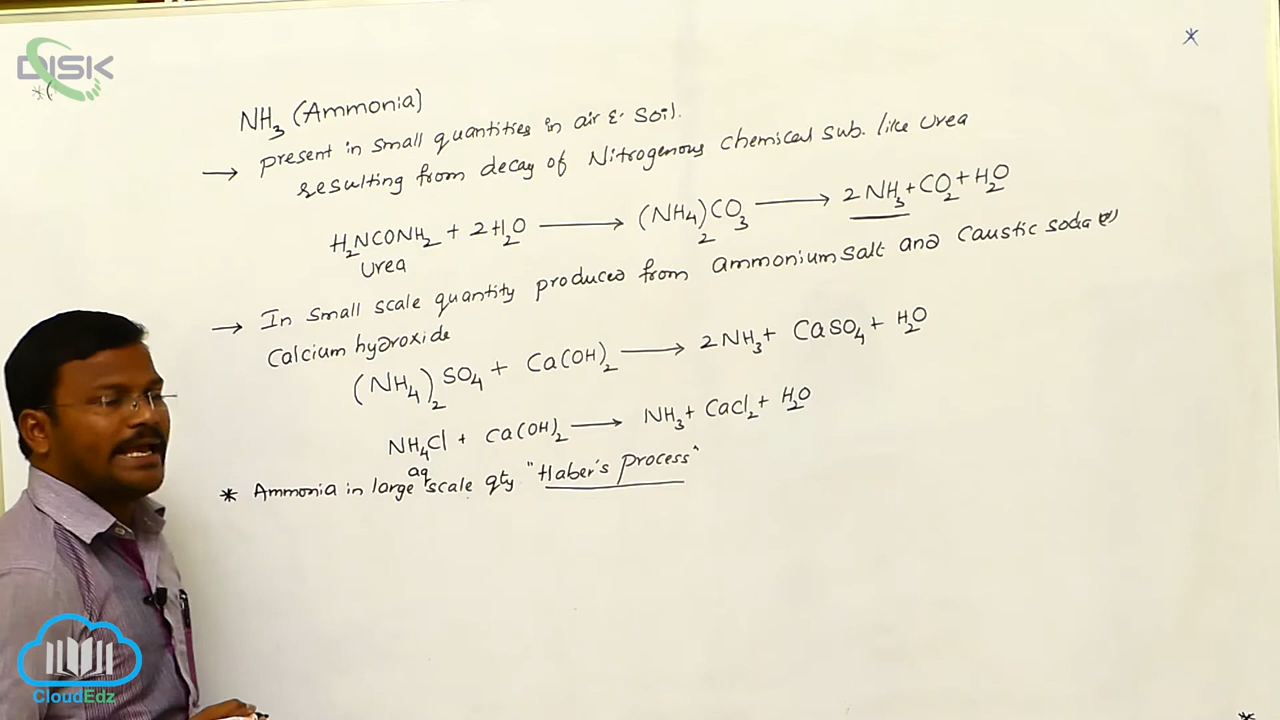 DISK
*
*(
NH₃ (Ammonia)
→ present in small quantities in air & soil.
resulting from decay of Nitrogenous chemical sub. like Urea
H₂NCONH₂ + 2H₂O → (NH₄)₂CO₃ → 2NH₃ + CO₂ + H₂O
Urea
→ In small scale quantity produced from ammonium salt and caustic soda
Calcium hydroxide
(NH₄)₂SO₄ + Ca(OH)₂ → 2NH₃ + CaSO₄ + H₂O
NH₄Cl + Ca(OH)₂ → NH₃ + CaCl₂ + H₂O
aq
* Ammonia in large scale qty "Haber's process"
CloudEdz
*